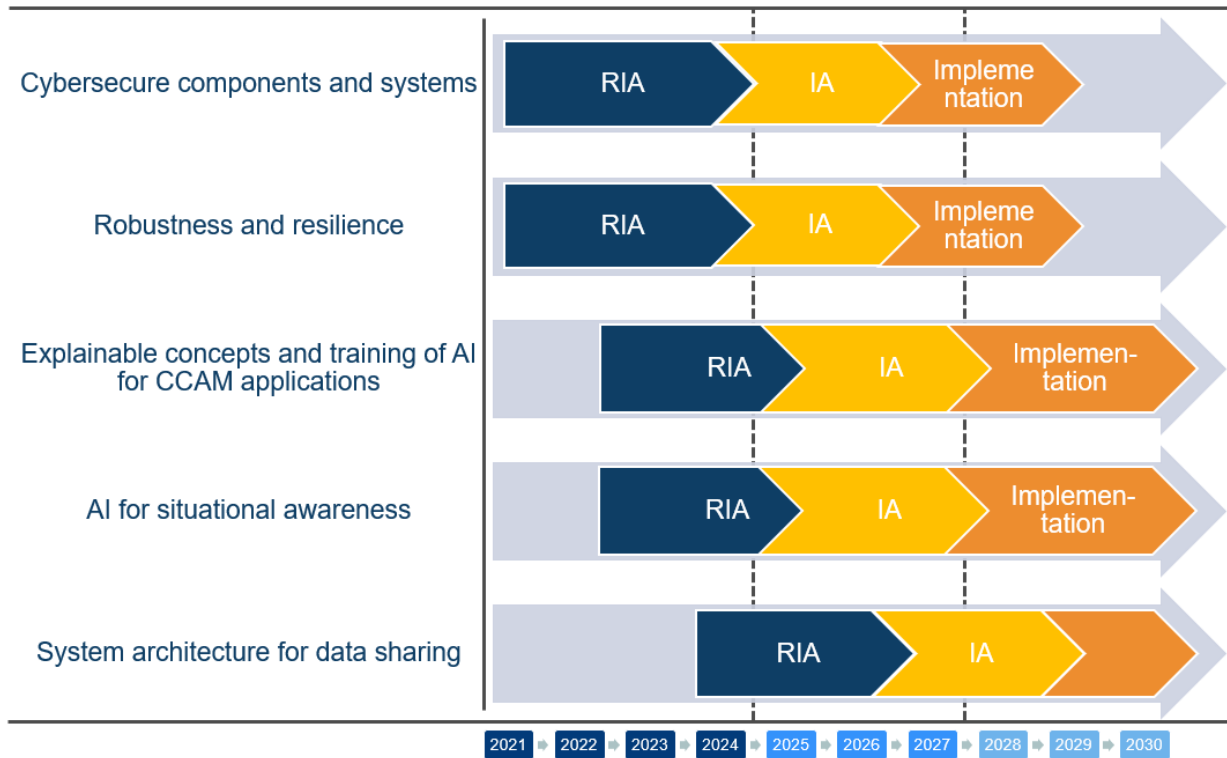 Cybersecure components and systems
RIA
IA
Impleme
ntation
Robustness and resilience
RIA
IA
Impleme
ntation
Explainable concepts and training of AI
for CCAM applications
RIA
IA
Implemen-
tation
AI for situational awareness
RIA
IA
Implemen-
tation
System architecture for data sharing
RIA
IA
2021
2022
2023
2024
2025
2026
2027
2028
2029
2030